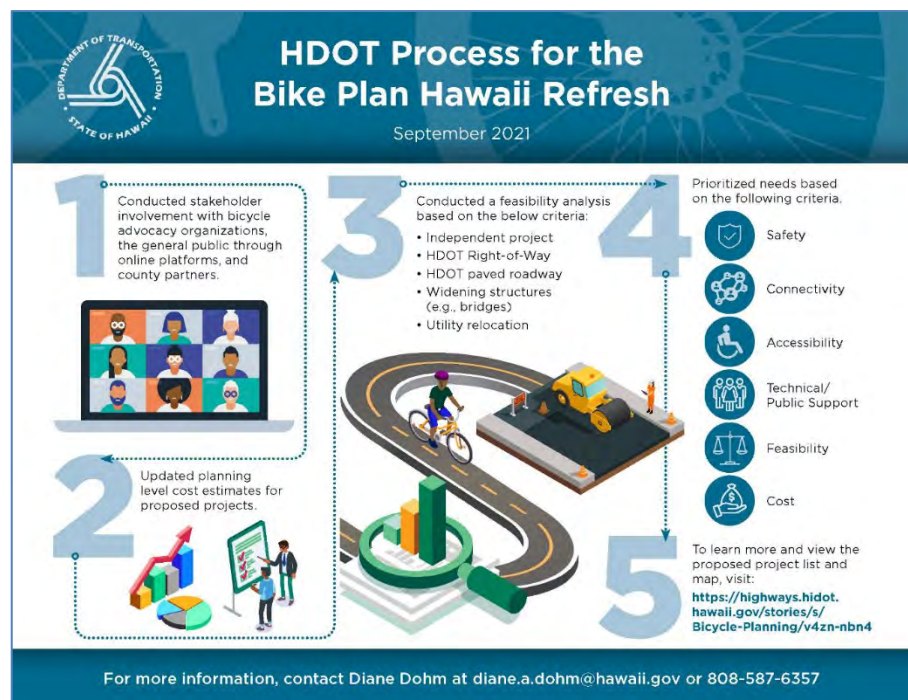 DEPARTMENT OF TRANSPORTATION
STATE OF HAWAII
HDOT Process for the
Bike Plan Hawaii Refresh
September 2021
1
Conducted stakeholder
involvement with bicycle
advocacy organizations,
the general public through
online platforms, and
county partners.
2
Updated planning
level cost estimates for
proposed projects.
3
Conducted a feasibility analysis
based on the below criteria:
• Independent project
• HDOT Right-of-Way
• HDOT paved roadway
• Widening structures
(e.g., bridges)
• Utility relocation
4
Prioritized needs based
on the following criteria.
Safety
Connectivity
Accessibility
Technical/
Public Support
Feasibility
$
Cost
5
To learn more and view the
proposed project list and
map, visit:
https://highways.hidot.
hawaii.gov/stories/s/
Bicycle-Planning/v4zn-nbn4
For more information, contact Diane Dohm at diane.a.dohm@hawaii.gov or 808-587-6357